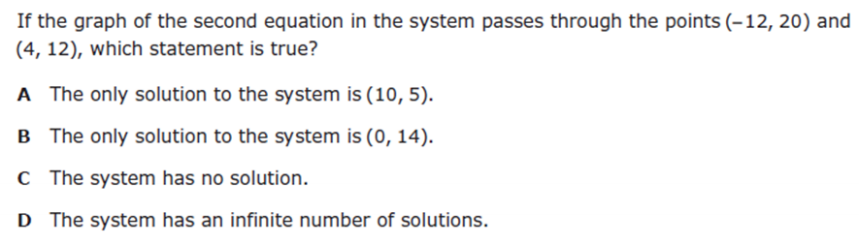 If the graph of the second equation in the system passes through the points (−12, 20) and
(4, 12), which statement is true?
A The only solution to the system is (10, 5).
B The only solution to the system is (0, 14).
C The system has no solution.
D The system has an infinite number of solutions.